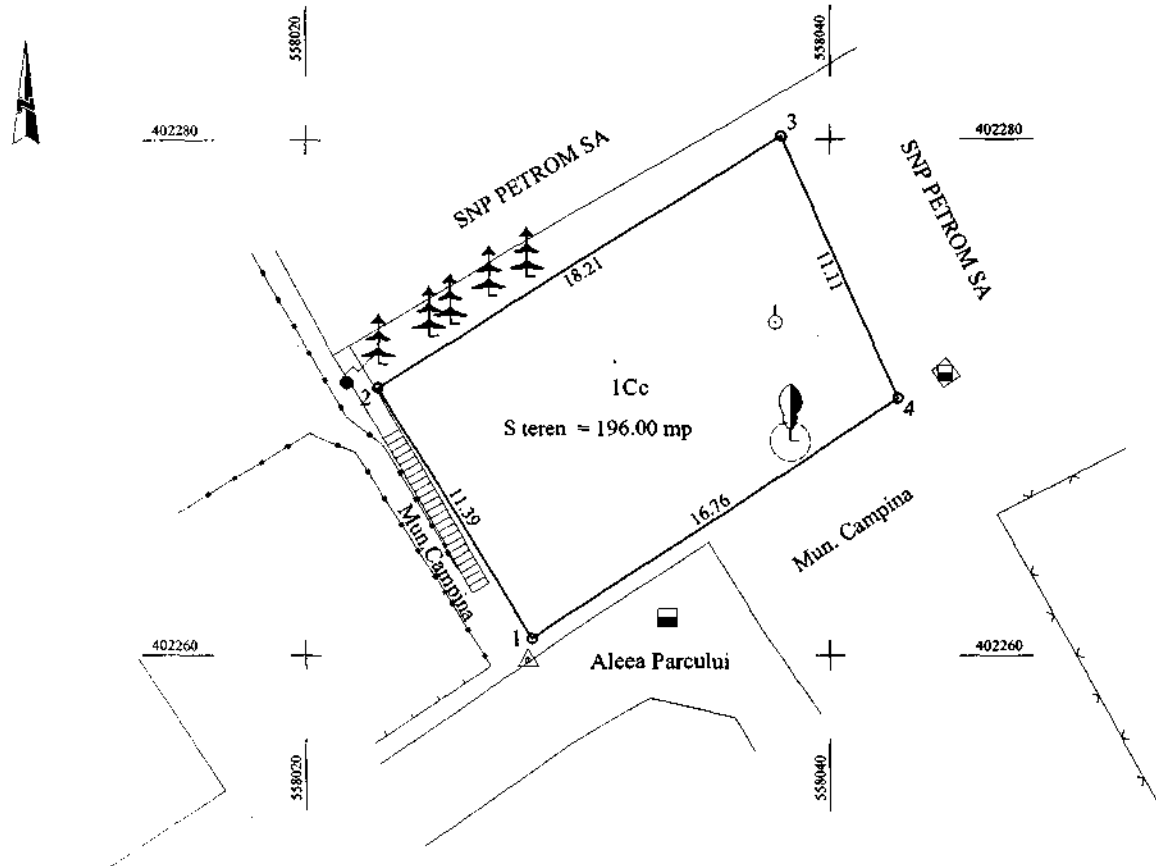 558020
558040
N
402280
3
402280
SNP PETROM SA
SNP PETROM SA
18.21
11.11
2
1Cc
4
S teren = 196.00 mp
11.39
16.76
Mun. Campina
Mun. Campina
1
402260
402260
Aleea Parcului
558020
558040